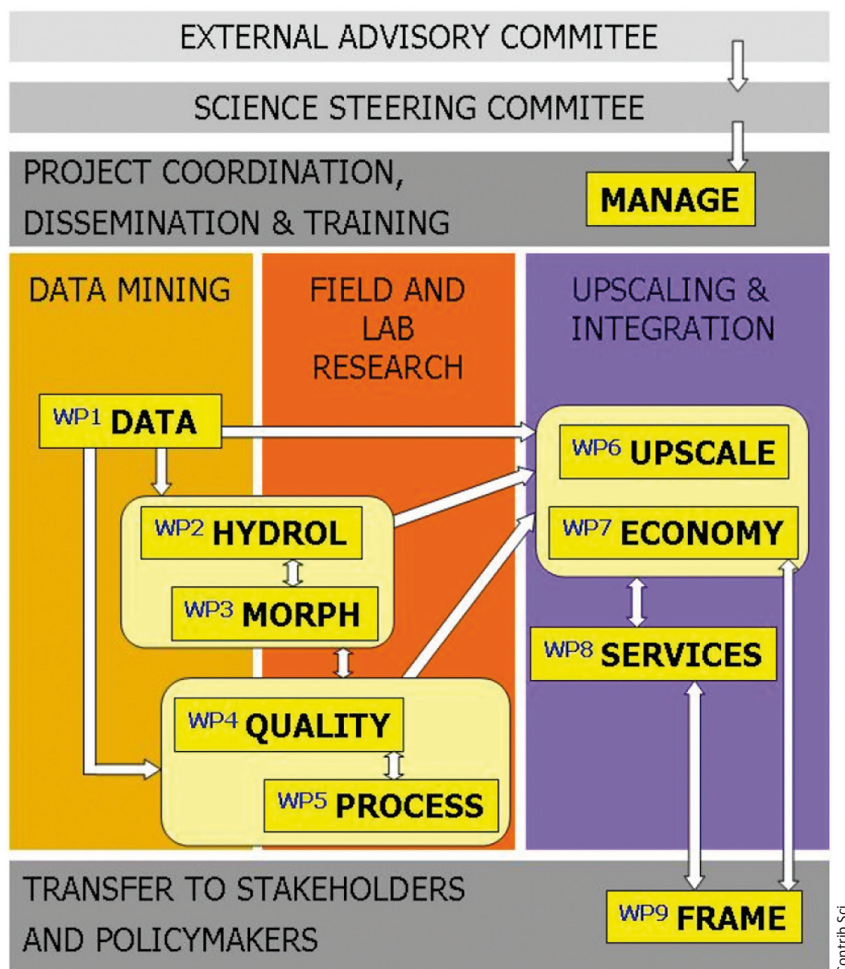 EXTERNAL ADVISORY COMMITEE
SCIENCE STEERING COMMITEE
PROJECT COORDINATION,
DISSEMINATION & TRAINING
MANAGE
DATA MINING
FIELD AND
LAB
RESEARCH
UPSCALING &
INTEGRATION
WP1 DATA
WP6 UPSCALE
WP2 HYDROL
WP7 ECONOMY
WP3 MORPH
WP8 SERVICES
WP4 QUALITY
WP5 PROCESS
TRANSFER TO STAKEHOLDERS
AND POLICYMAKERS
WP9 FRAME
Contrib Sci